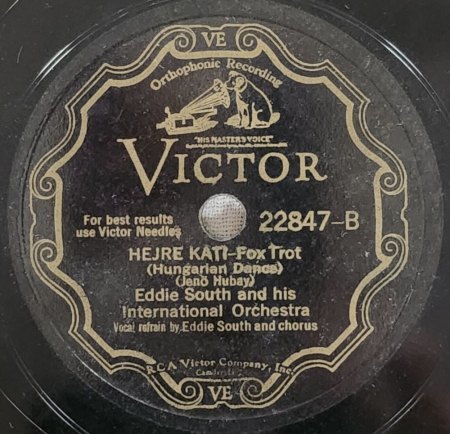 VE
Orthophonic Recording
"HIS MASTER'S VOICE"
VICTOR
For best results
use Victor Needles
22847-B
HEJRE KATI-Fox Trot
(Hungarian Dance)
(Jenö Hubay)
Eddie South and his
International Orchestra
Vocal refrain by Eddie South and chorus
RCA Victor Company, Inc.
VE